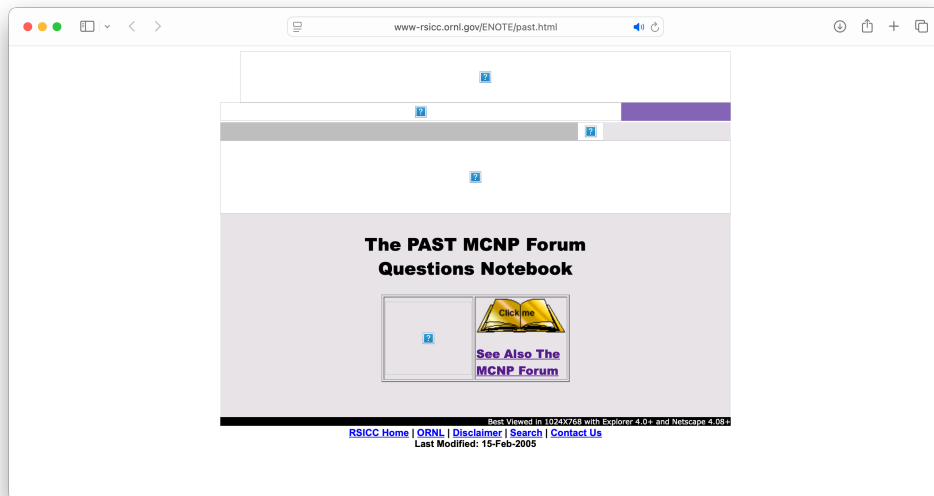 www-rsicc.ornl.gov/ENOTE/past.html
The PAST MCNP Forum
Questions Notebook
Click me
See Also The
MCNP Forum
Best Viewed in 1024X768 with Explorer 4.0+ and Netscape 4.08+
RSICC Home | ORNL | Disclaimer | Search | Contact Us
Last Modified: 15-Feb-2005